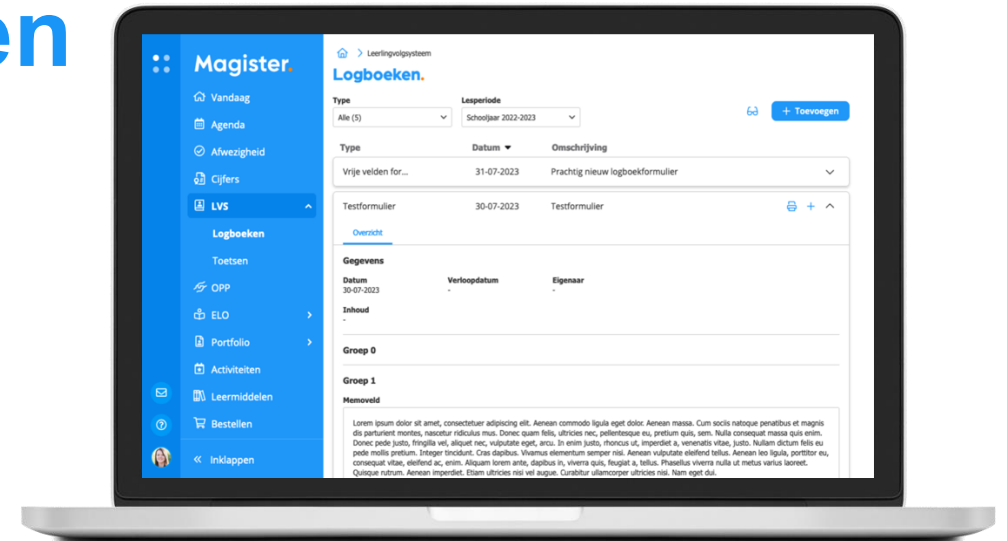 en
Magister.
Vandaag
Agenda
Afwezigheid
Cijfers
LVS
Logboeken
Toetsen
OPP
ELO
Portfolio
Activiteiten
Leermiddelen
Bestellen
Inklappen
Leerlingvolgsysteem
Logboeken.
Type Lesperiode
Alle (5) Schooljaar 2022-2023 + Toevoegen
Type Datum Omschrijving
Vrije velden for... 31-07-2023 Prachtig nieuw logboekformulier
Testformulier 30-07-2023 Testformulier
Overzicht
Gegevens
Datum Verloopdatum Eigenaar
30-07-2023 - -
Inhoud
-
Groep 0
Groep 1
Memoveld
Lorem ipsum dolor sit amet, consectetuer adipiscing elit. Aenean commodo ligula eget dolor. Aenean massa. Cum sociis natoque penatibus et magnis
dis parturient montes, nascetur ridiculus mus. Donec quam felis, ultricies nec, pellentesque eu, pretium quis, sem. Nulla consequat massa quis enim.
Donec pede justo, fringilla vel, aliquet nec, vulputate eget, arcu. In enim justo, rhoncus ut, imperdiet a, venenatis vitae, justo. Nullam dictum felis eu
pede mollis pretium. Integer tincidunt. Cras dapibus. Vivamus elementum semper nisi. Aenean vulputate eleifend tellus. Aenean leo ligula, porttitor eu,
consequat vitae, eleifend ac, enim. Aliquam lorem ante, dapibus in, viverra quis, feugiat a, tellus. Phasellus viverra nulla ut metus varius laoreet.
Quisque rutrum. Aenean imperdiet. Etiam ultricies nisi vel augue. Curabitur ullamcorper ultricies nisi. Nam eget dui.